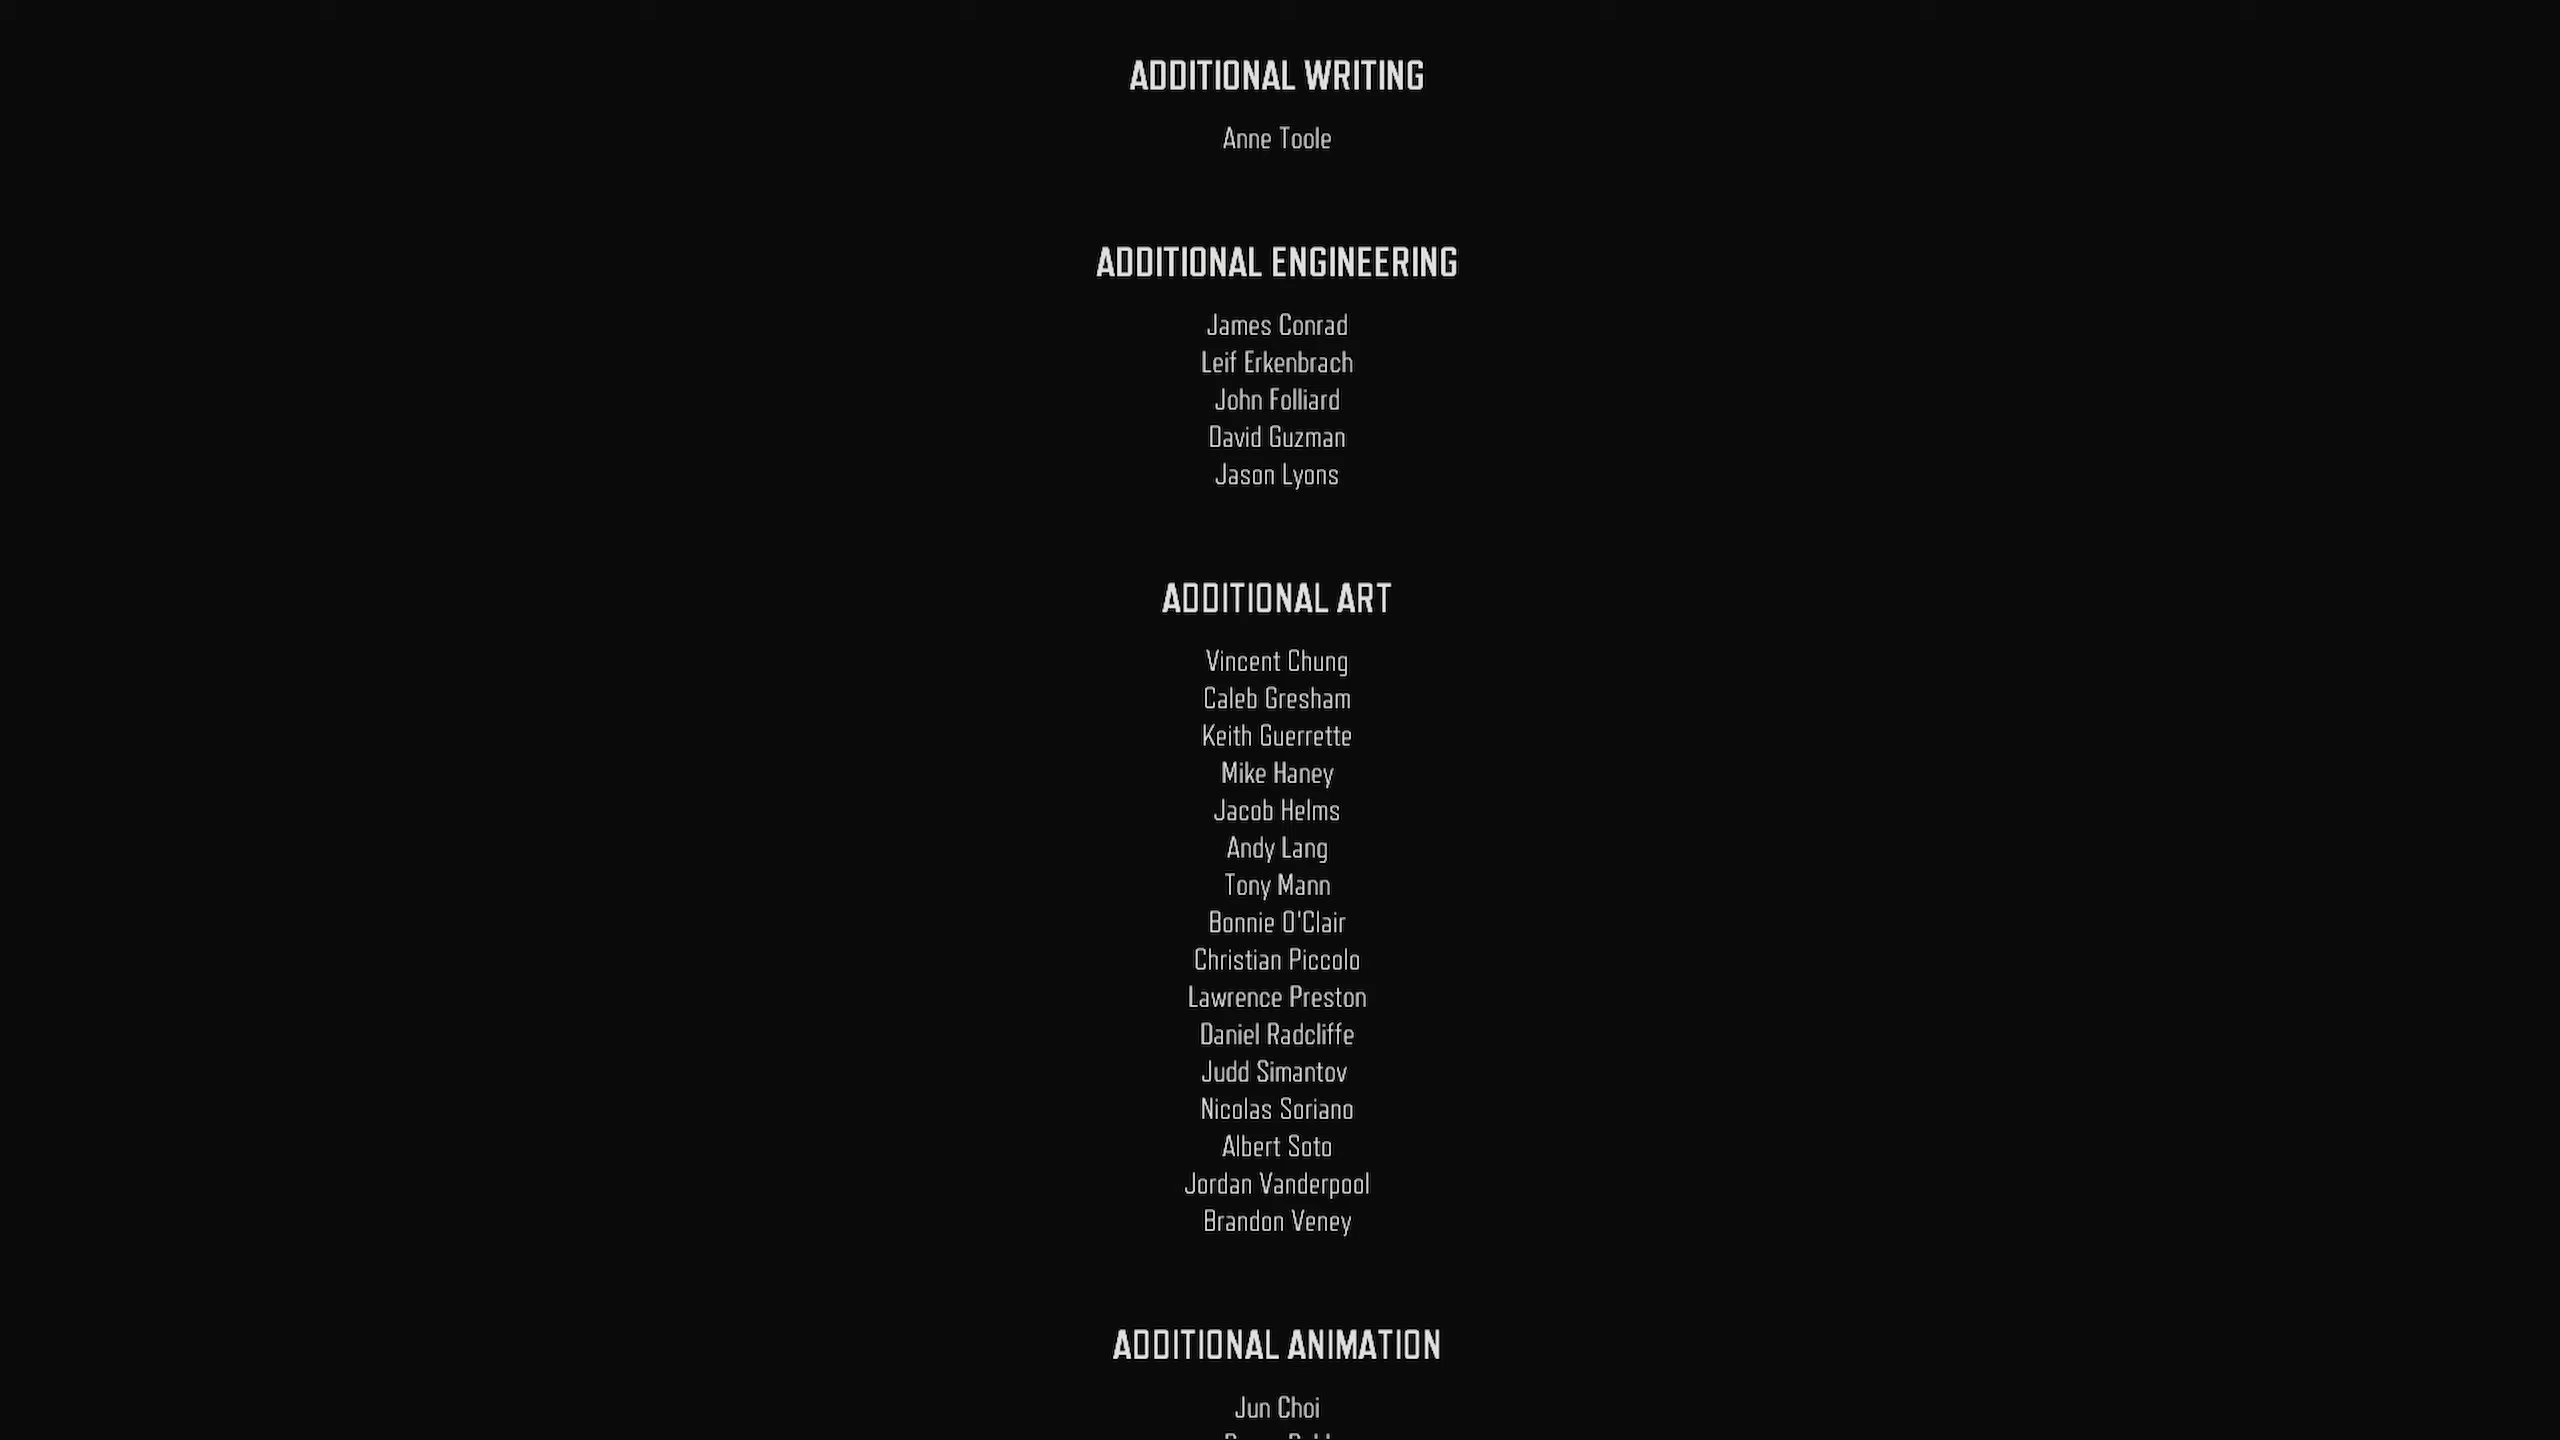 ADDITIONAL WRITING
Anne Toole
ADDITIONAL ENGINEERING
James Conrad
Leif Erkenbrach
John Folliard
David Guzman
Jason Lyons
ADDITIONAL ART
Vincent Chung
Caleb Gresham
Keith Guerrette
Mike Haney
Jacob Helms
Andy Lang
Tony Mann
Bonnie O'Clair
Christian Piccolo
Lawrence Preston
Daniel Radcliffe
Judd Simantov
Nicolas Soriano
Albert Soto
Jordan Vanderpool
Brandon Veney
ADDITIONAL ANIMATION
Jun Choi